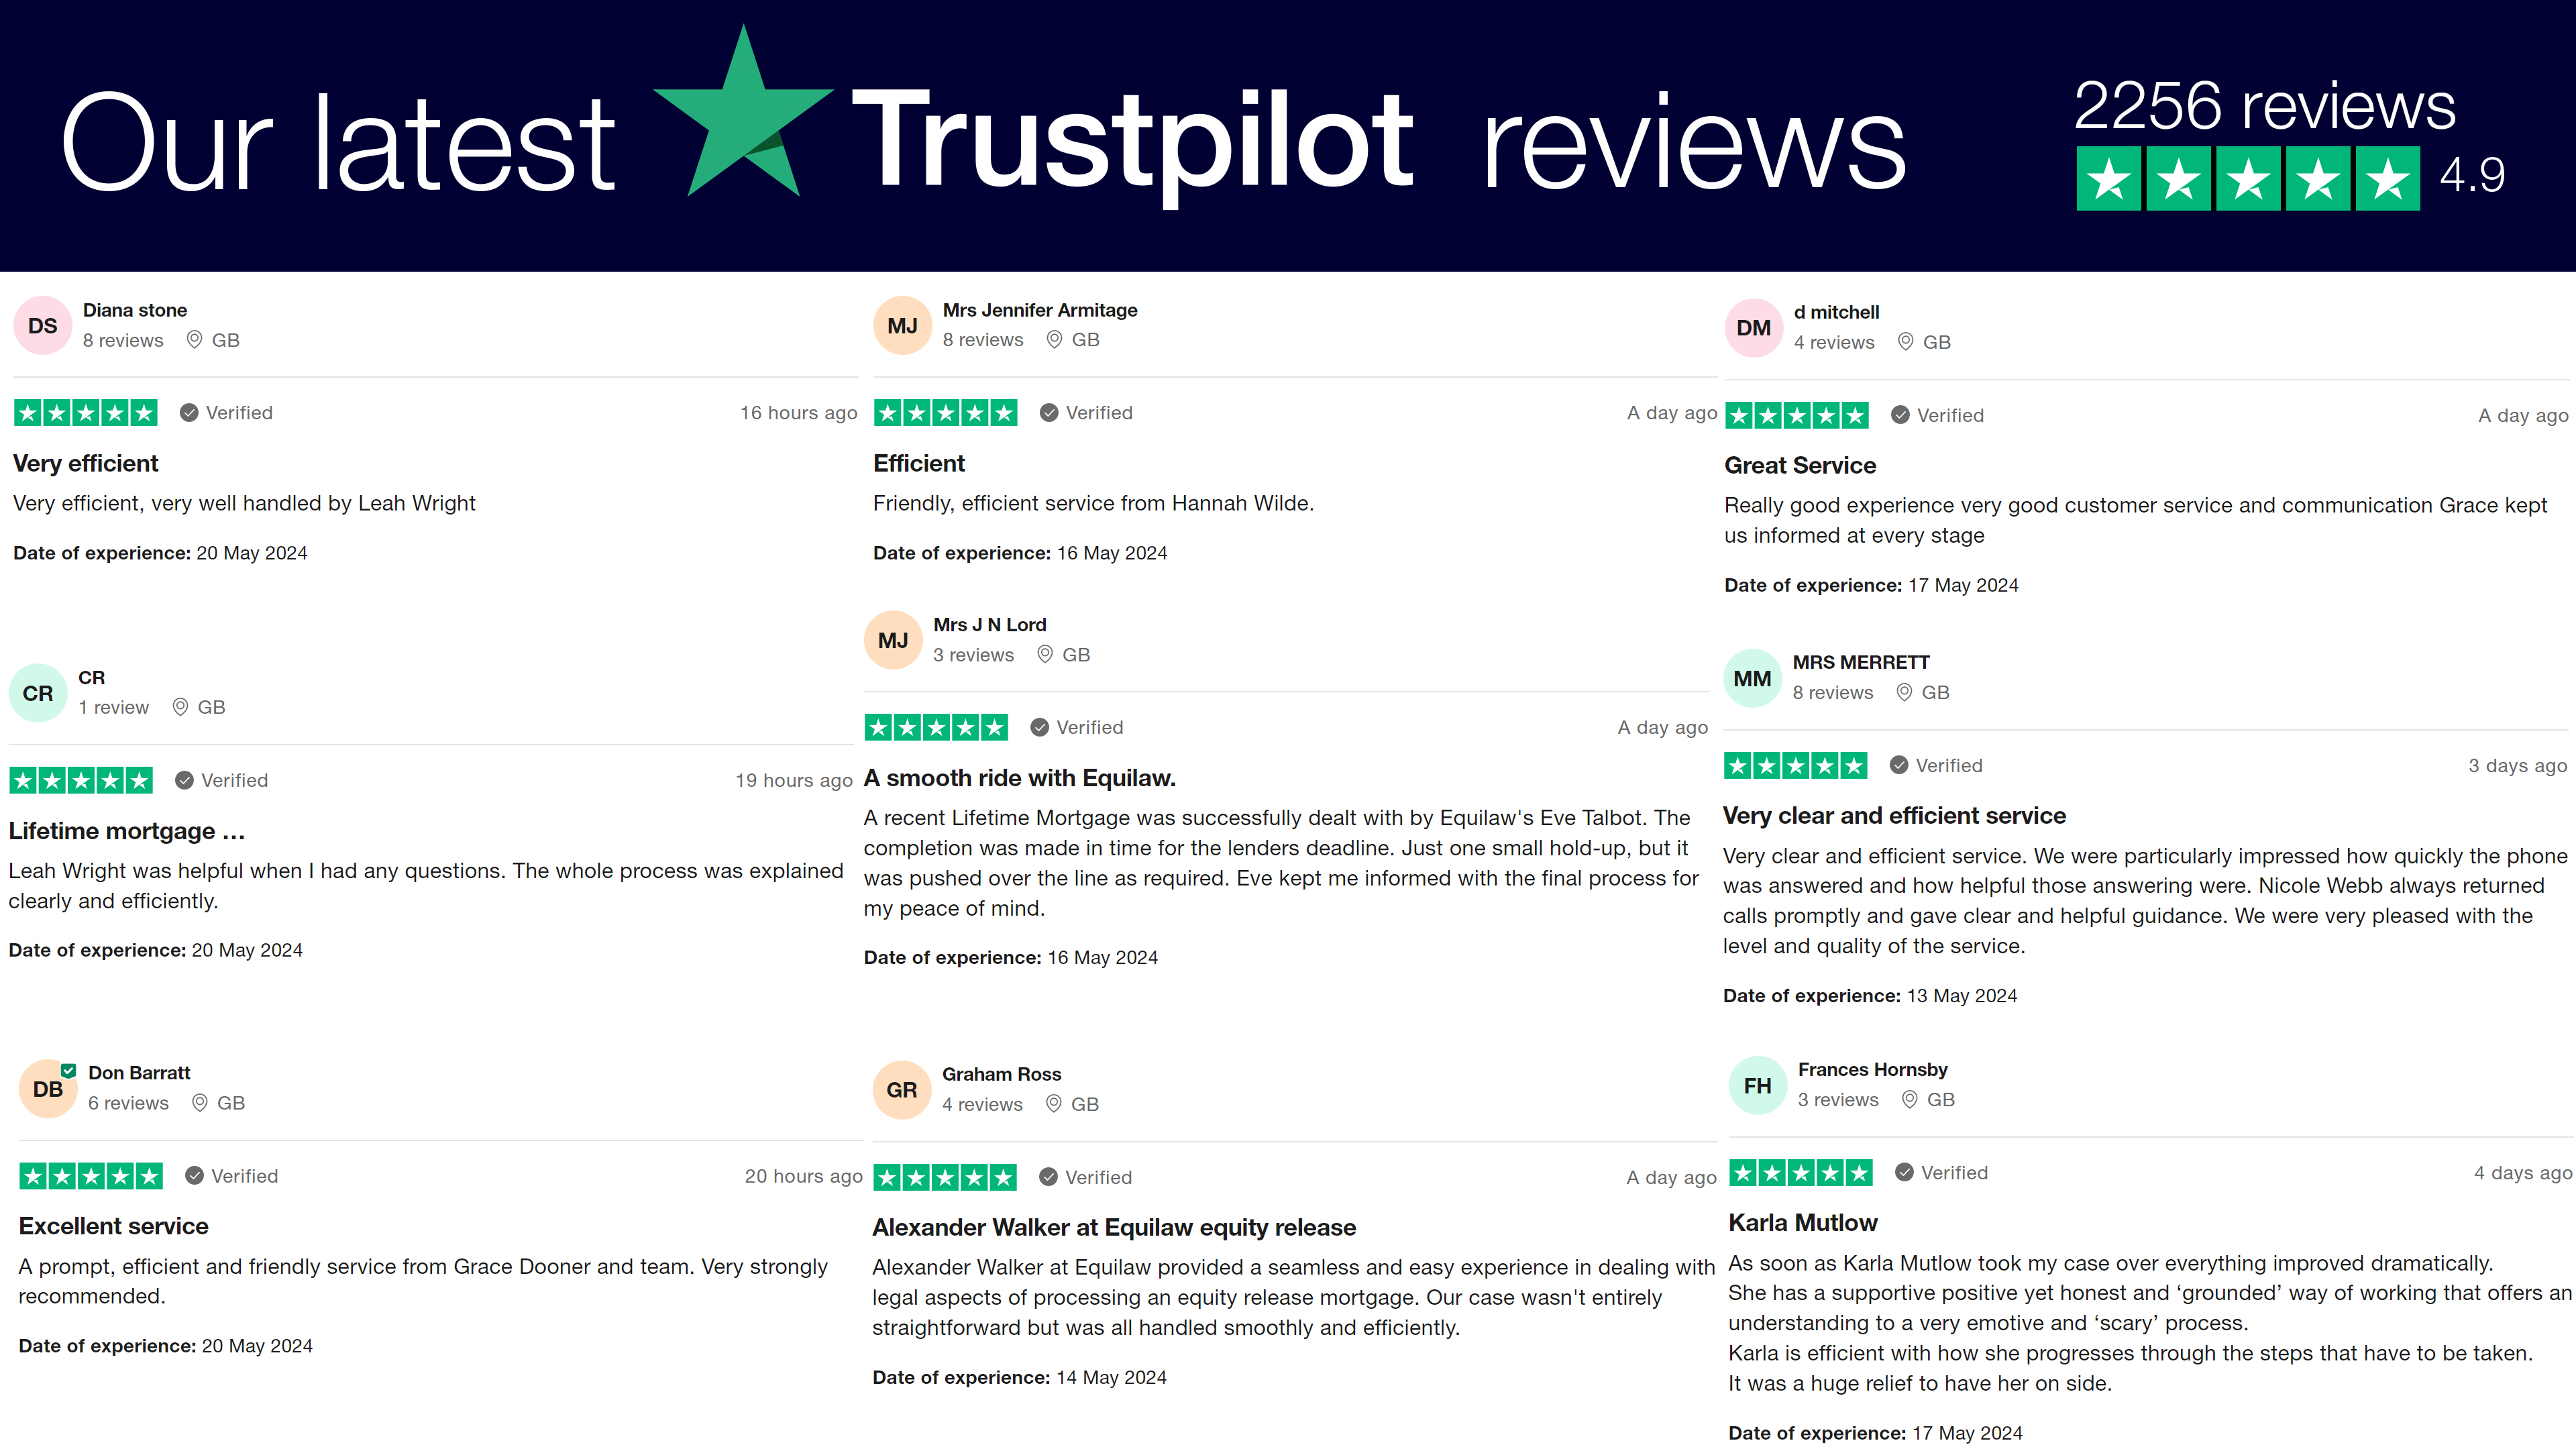 Our latest Trustpilot reviews
2256 reviews
4.9
DS
Diana stone
8 reviews GB
Verified 16 hours ago
Very efficient
Very efficient, very well handled by Leah Wright
Date of experience: 20 May 2024
CR
CR
1 review GB
Verified 19 hours ago
Lifetime mortgage …
Leah Wright was helpful when I had any questions. The whole process was explained
clearly and efficiently.
Date of experience: 20 May 2024
DB
Don Barratt
6 reviews GB
Verified 20 hours ago
Excellent service
A prompt, efficient and friendly service from Grace Dooner and team. Very strongly
recommended.
Date of experience: 20 May 2024
MJ
Mrs Jennifer Armitage
8 reviews GB
Verified A day ago
Efficient
Friendly, efficient service from Hannah Wilde.
Date of experience: 16 May 2024
MJ
Mrs J N Lord
3 reviews GB
Verified A day ago
A smooth ride with Equilaw.
A recent Lifetime Mortgage was successfully dealt with by Equilaw's Eve Talbot. The
completion was made in time for the lenders deadline. Just one small hold-up, but it
was pushed over the line as required. Eve kept me informed with the final process for
my peace of mind.
Date of experience: 16 May 2024
GR
Graham Ross
4 reviews GB
Verified A day ago
Alexander Walker at Equilaw equity release
Alexander Walker at Equilaw provided a seamless and easy experience in dealing with
legal aspects of processing an equity release mortgage. Our case wasn't entirely
straightforward but was all handled smoothly and efficiently.
Date of experience: 14 May 2024
DM
d mitchell
4 reviews GB
Verified A day ago
Great Service
Really good experience very good customer service and communication Grace kept
us informed at every stage
Date of experience: 17 May 2024
MM
MRS MERRETT
8 reviews GB
Verified 3 days ago
Very clear and efficient service
Very clear and efficient service. We were particularly impressed how quickly the phone
was answered and how helpful those answering were. Nicole Webb always returned
calls promptly and gave clear and helpful guidance. We were very pleased with the
level and quality of the service.
Date of experience: 13 May 2024
FH
Frances Hornsby
3 reviews GB
Verified 4 days ago
Karla Mutlow
As soon as Karla Mutlow took my case over everything improved dramatically.
She has a supportive positive yet honest and ‘grounded’ way of working that offers an
understanding to a very emotive and ‘scary’ process.
Karla is efficient with how she progresses through the steps that have to be taken.
It was a huge relief to have her on side.
Date of experience: 17 May 2024